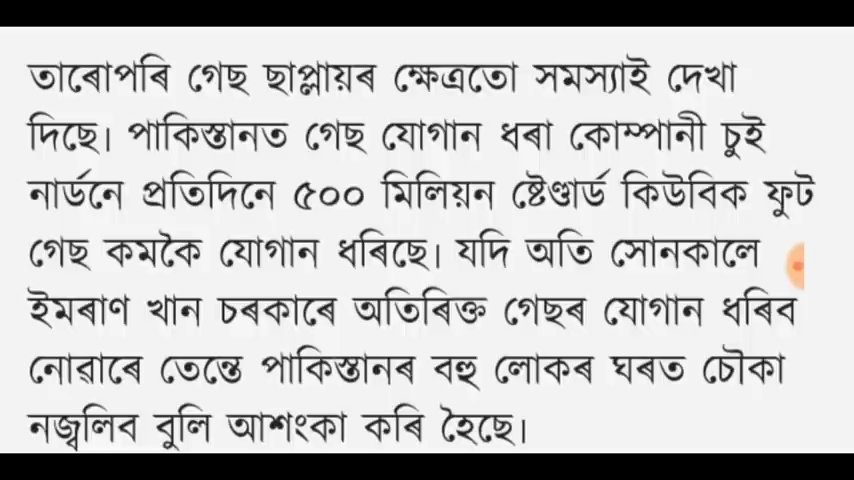 তাৰোপৰি গেছ ছাপ্লায়ৰ ক্ষেত্ৰতো সমস্যাই দেখা
দিছে। পাকিস্তানত গেছ যোগান ধৰা কোম্পানী চুই
নাৰ্ডনে প্ৰতিদিনে ৫০০ মিলিয়ন ষ্টেণ্ডাৰ্ড কিউবিক ফুট
গেছ কমকৈ যোগান ধৰিছে। যদি অতি সোনকালে
ইমৰাণ খান চৰকাৰে অতিৰিক্ত গেছৰ যোগান ধৰিব
নোৱাৰে তেন্তে পাকিস্তানৰ বহু লোকৰ ঘৰত চৌকা
নজ্বলিব বুলি আশংকা কৰি হৈছে।